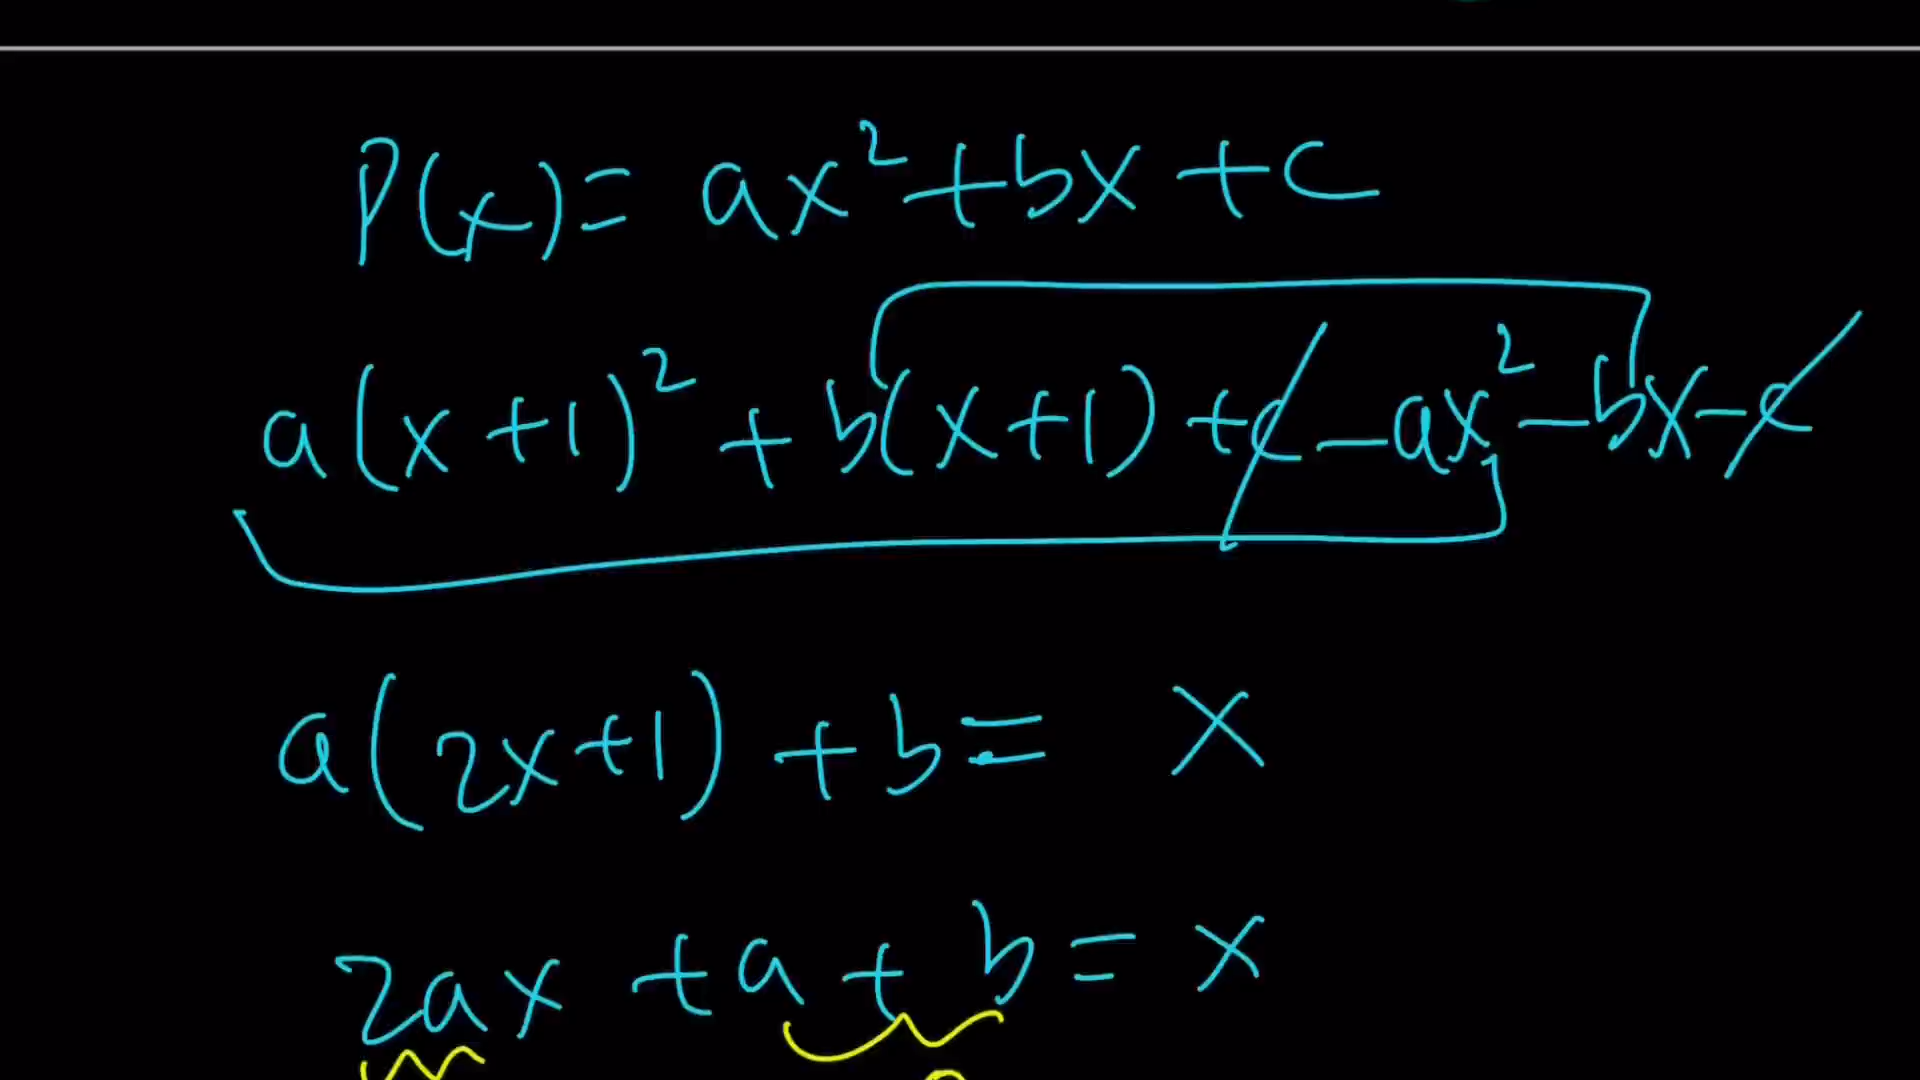 P(x) = ax² + bx + c
a(x+1)² + b(x+1) + c - ax² - bx - c
a(2x+1) + b = x
2ax + a + b = x